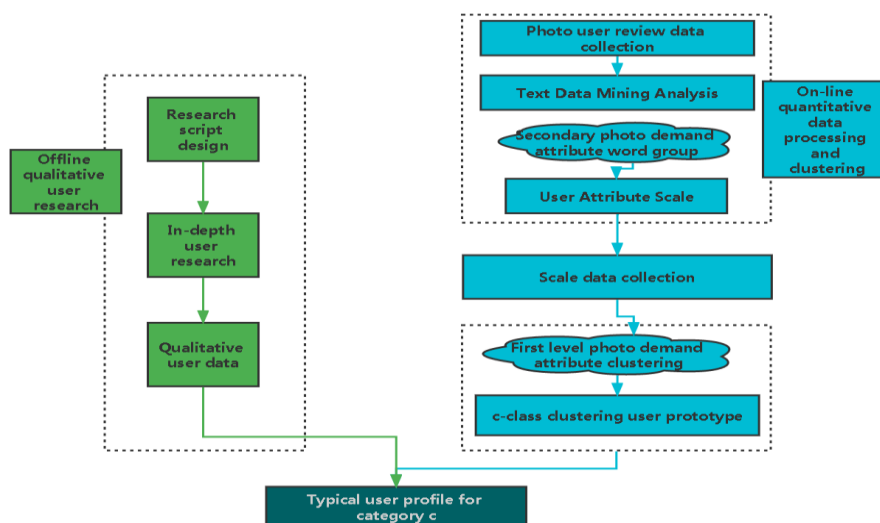 Offline
qualitative
user
research
Research
script
design
In-depth
user
research
Qualitative
user data
Photo user review data
collection
Text Data Mining Analysis
Secondary photo demand
attribute word group
User Attribute Scale
On-line
quantitative
data
processing
and
clustering
Scale data collection
First level photo demand
attribute clustering
c-class clustering user prototype
Typical user profile for
category c